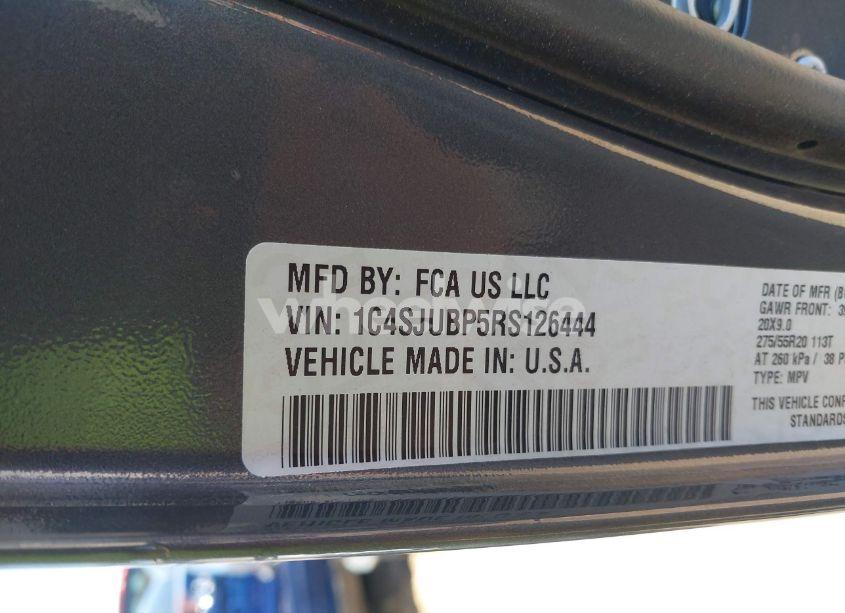 MFD BY: FCA US LLC
VIN: 1C4SJUBP5RS126444
VEHICLE MADE IN: U.S.A.
DATE OF MFR
GAWR FRONT:
20X9.0
275/55R20 113T
AT 260 kPa / 38
TYPE: MPV
THIS VEHICLE
STANDARDS